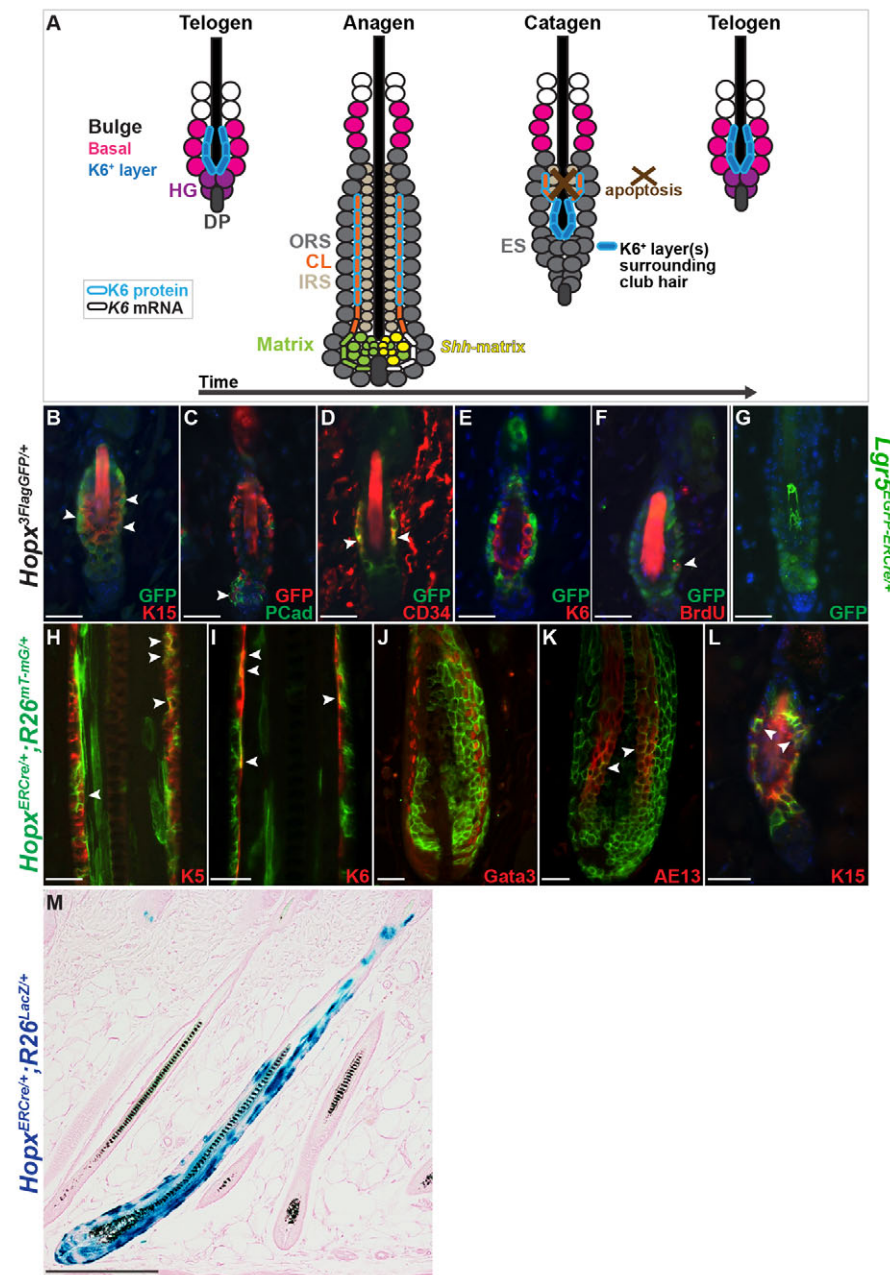 A
Telogen
Anagen
Catagen
Telogen
Bulge
Basal
K6+ layer
HG
DP
K6 protein
K6 mRNA
ORS
CL
IRS
Matrix
Shh-matrix
apoptosis
ES
K6+ layer(s)
surrounding
club hair
Time
Hopx3FlagGFP/+
B
GFP
K15
C
GFP
PCad
D
GFP
CD34
E
GFP
K6
F
GFP
BrdU
G
GFP
Lgr5EGFP-ERCre/+
HopxERCre/+;R26mT-mG/+
H
K5
I
K6
J
Gata3
K
AE13
L
K15
HopxERCre/+;R26LacZ/+
M